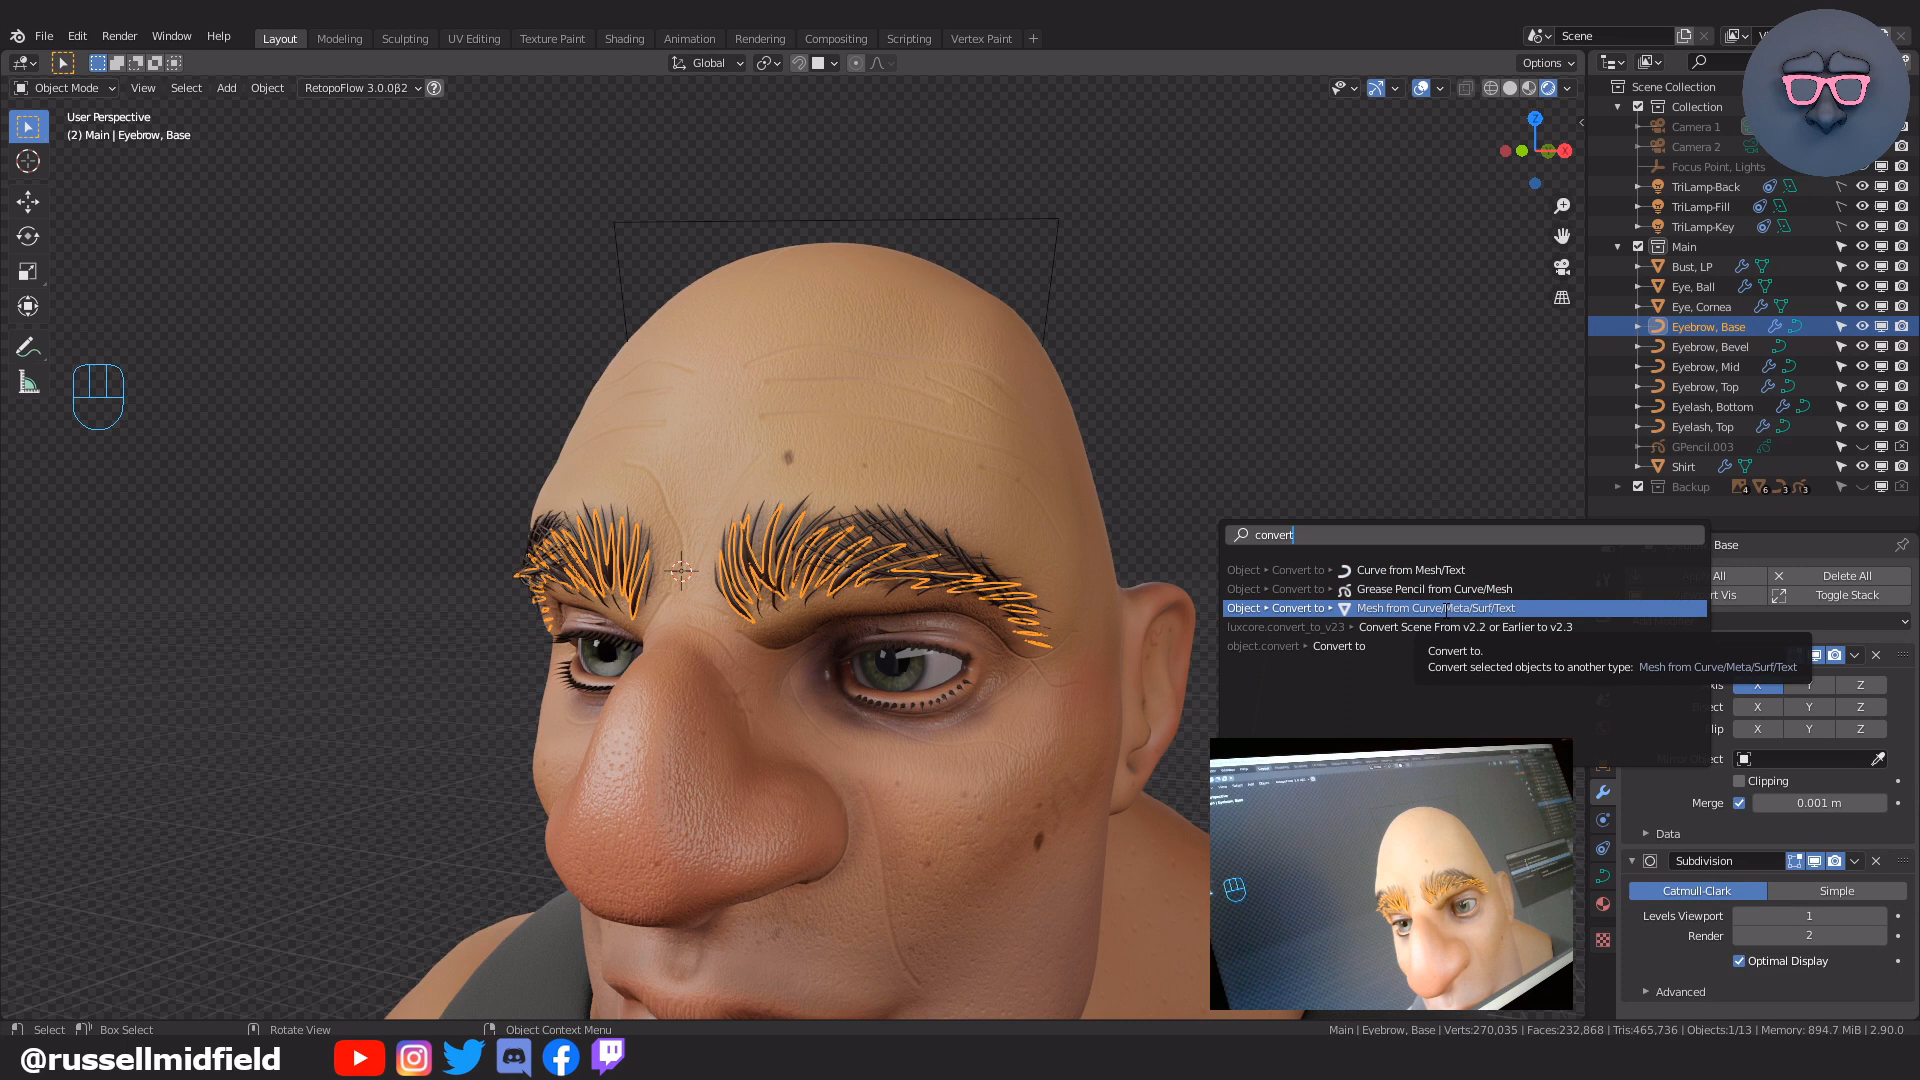 File Edit Render Window Help
Layout Modeling Sculpting UV Editing Texture Paint Shading Animation Rendering Compositing Scripting Vertex Paint +
Scene
Global
Options
Object Mode View Select Add Object RetopoFlow 3.0.0β2
User Perspective
(2) Main | Eyebrow, Base
Z
X
Scene Collection
Collection
Camera 1
Camera 2
Focus Point, Lights
TriLamp-Back
TriLamp-Fill
TriLamp-Key
Main
Bust, LP
Eye, Ball
Eye, Cornea
Eyebrow, Base
Eyebrow, Bevel
Eyebrow, Mid
Eyebrow, Top
Eyelash, Bottom
Eyelash, Top
GPencil.003
Shirt
Backup 4 6 3 3
convert
Object ▸ Convert to ▸ Curve from Mesh/Text
Object ▸ Convert to ▸ Grease Pencil from Curve/Mesh
Object ▸ Convert to ▸ Mesh from Curve/Meta/Surf/Text
luxcore.convert_to_v23 ▸ Convert Scene From v2.2 or Earlier to v2.3
object.convert ▸ Convert to
Convert to.
Convert selected objects to another type: Mesh from Curve/Meta/Surf/Text
Base
All Delete All
Vis Toggle Stack
X Y Z
X Y Z
X Y Z
Clipping
Merge 0.001 m
Data
Subdivision
Catmull-Clark Simple
Levels Viewport 1
Render 2
Optimal Display
Advanced
Select Box Select Rotate View Object Context Menu
Main | Eyebrow, Base | Verts:270,035 | Faces:232,868 | Tris:465,736 | Objects:1/13 | Memory: 894.7 MiB | 2.90.0
@russellmidfield